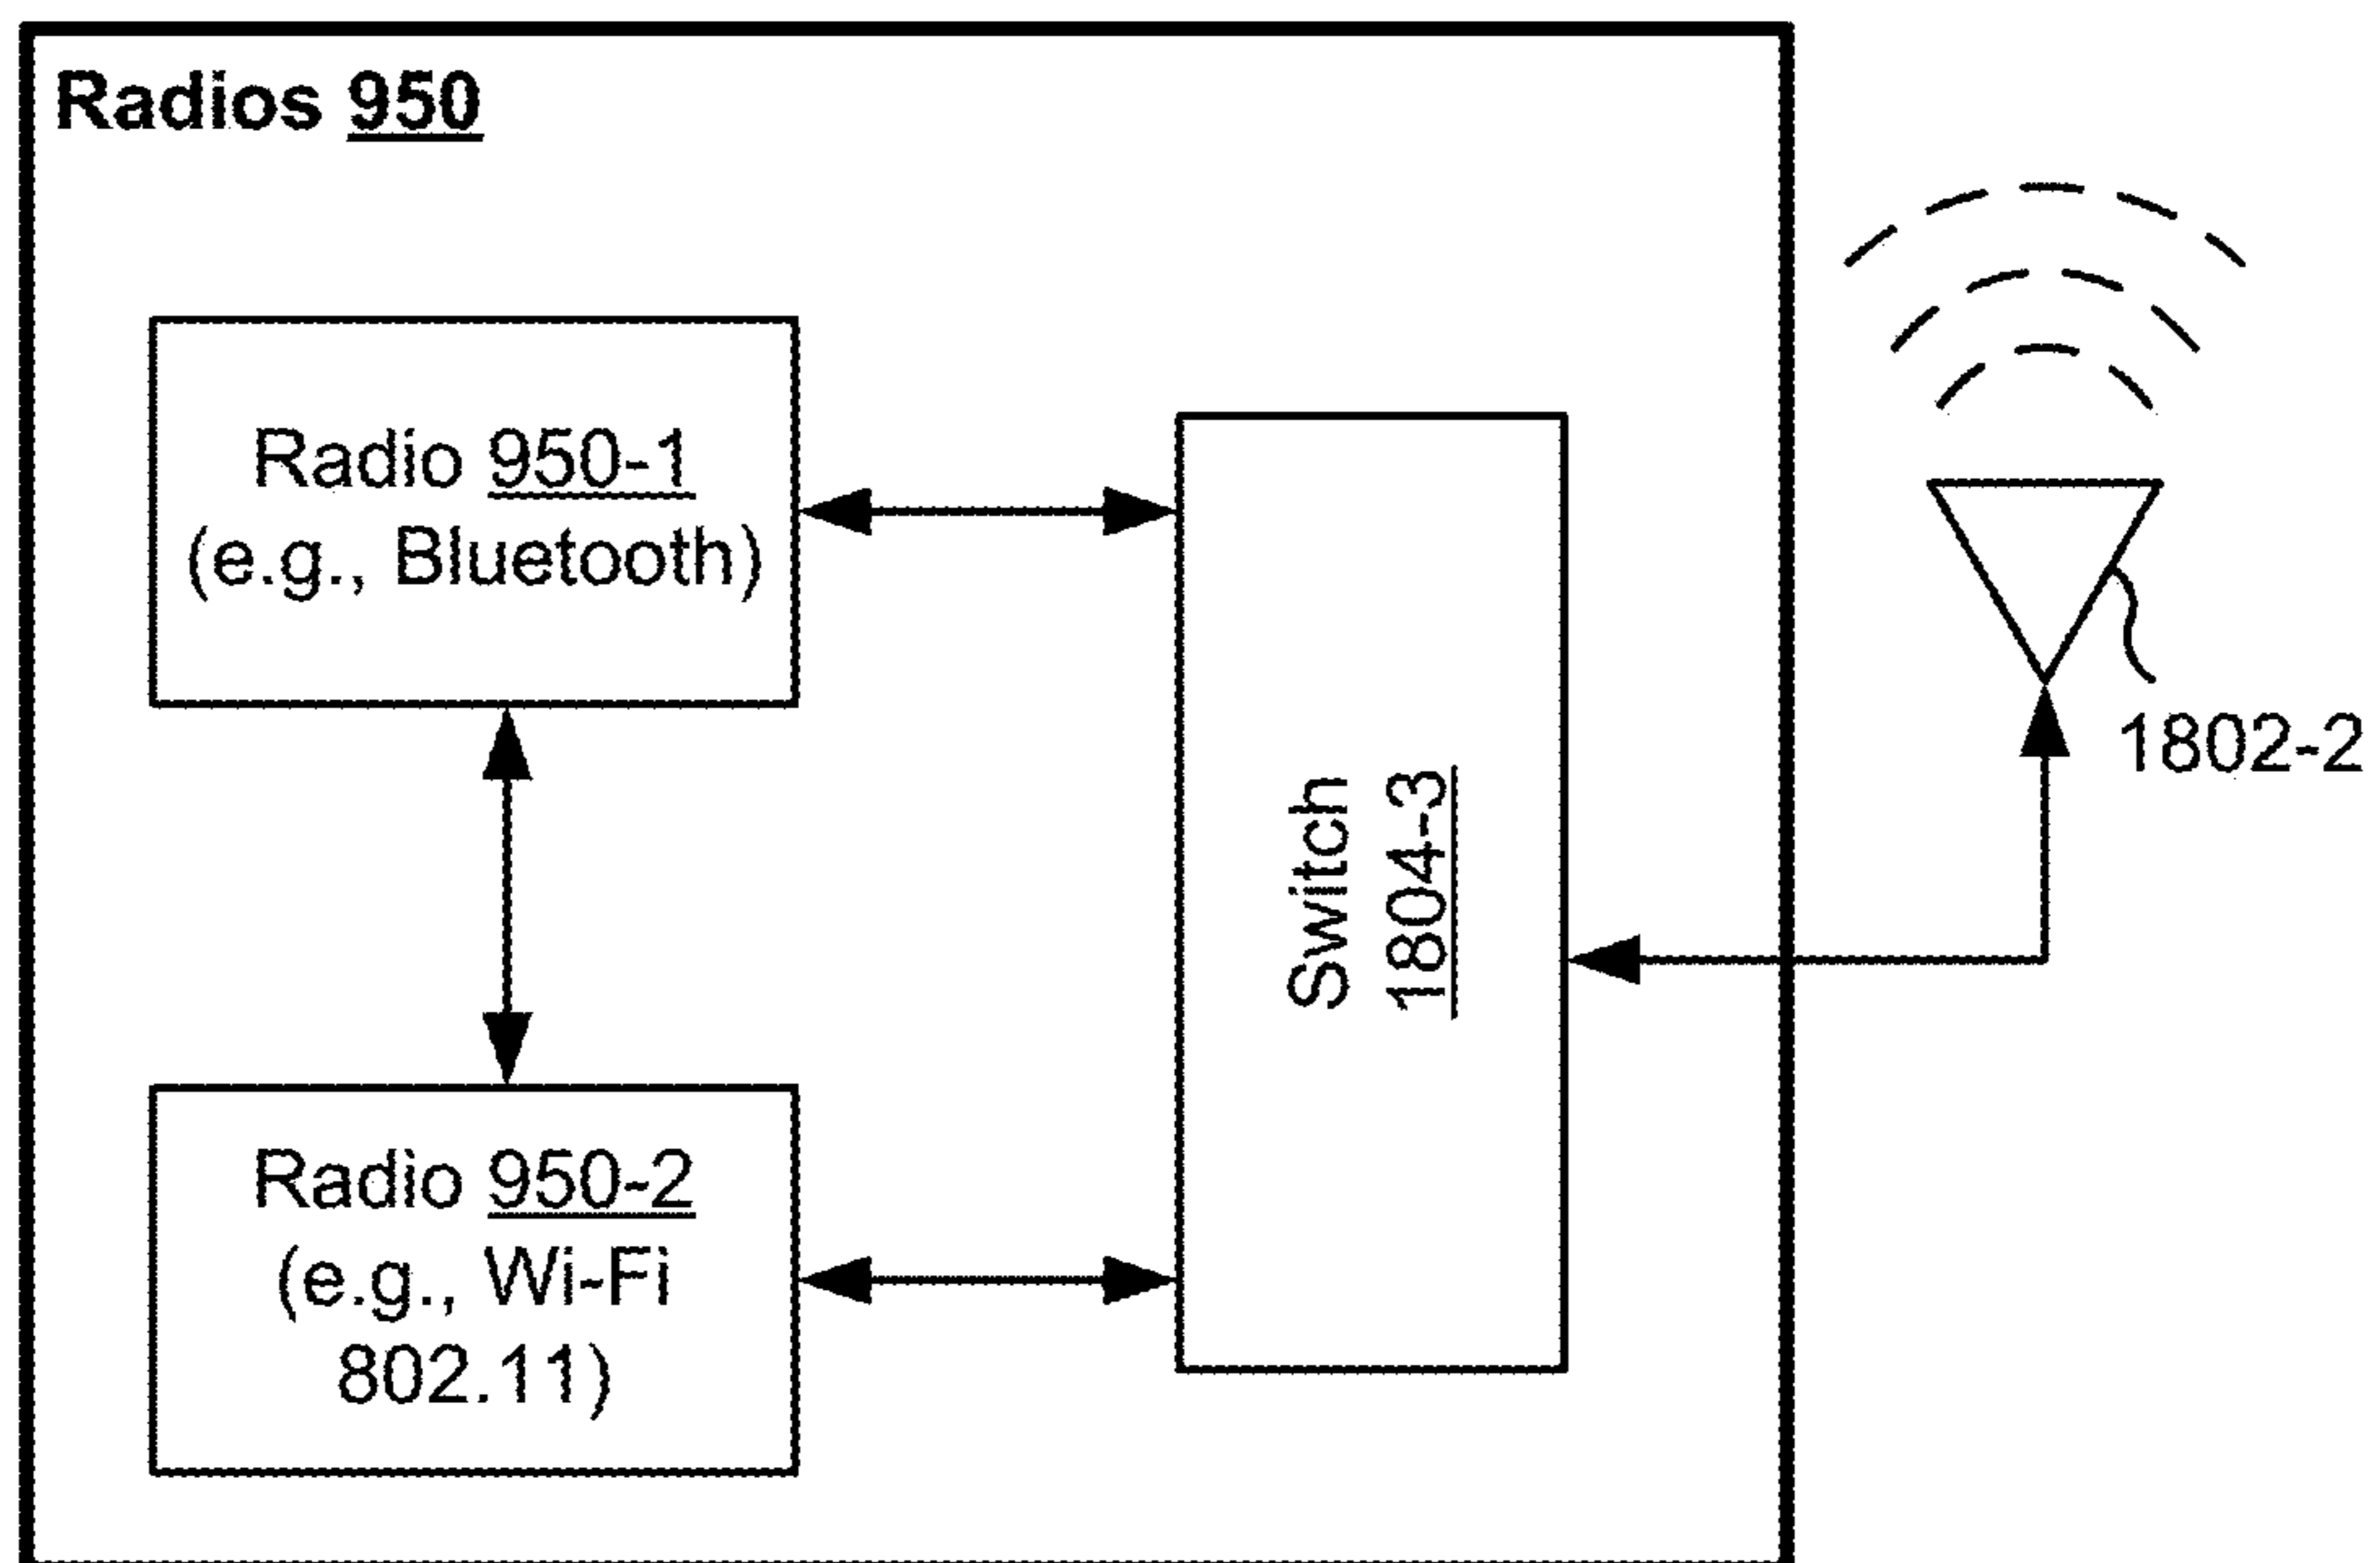 Radios 950
Radio 950-1
(e.g., Bluetooth)
Switch
1804-3
1802-2
Radio 950-2
(e.g., Wi-Fi
802.11)